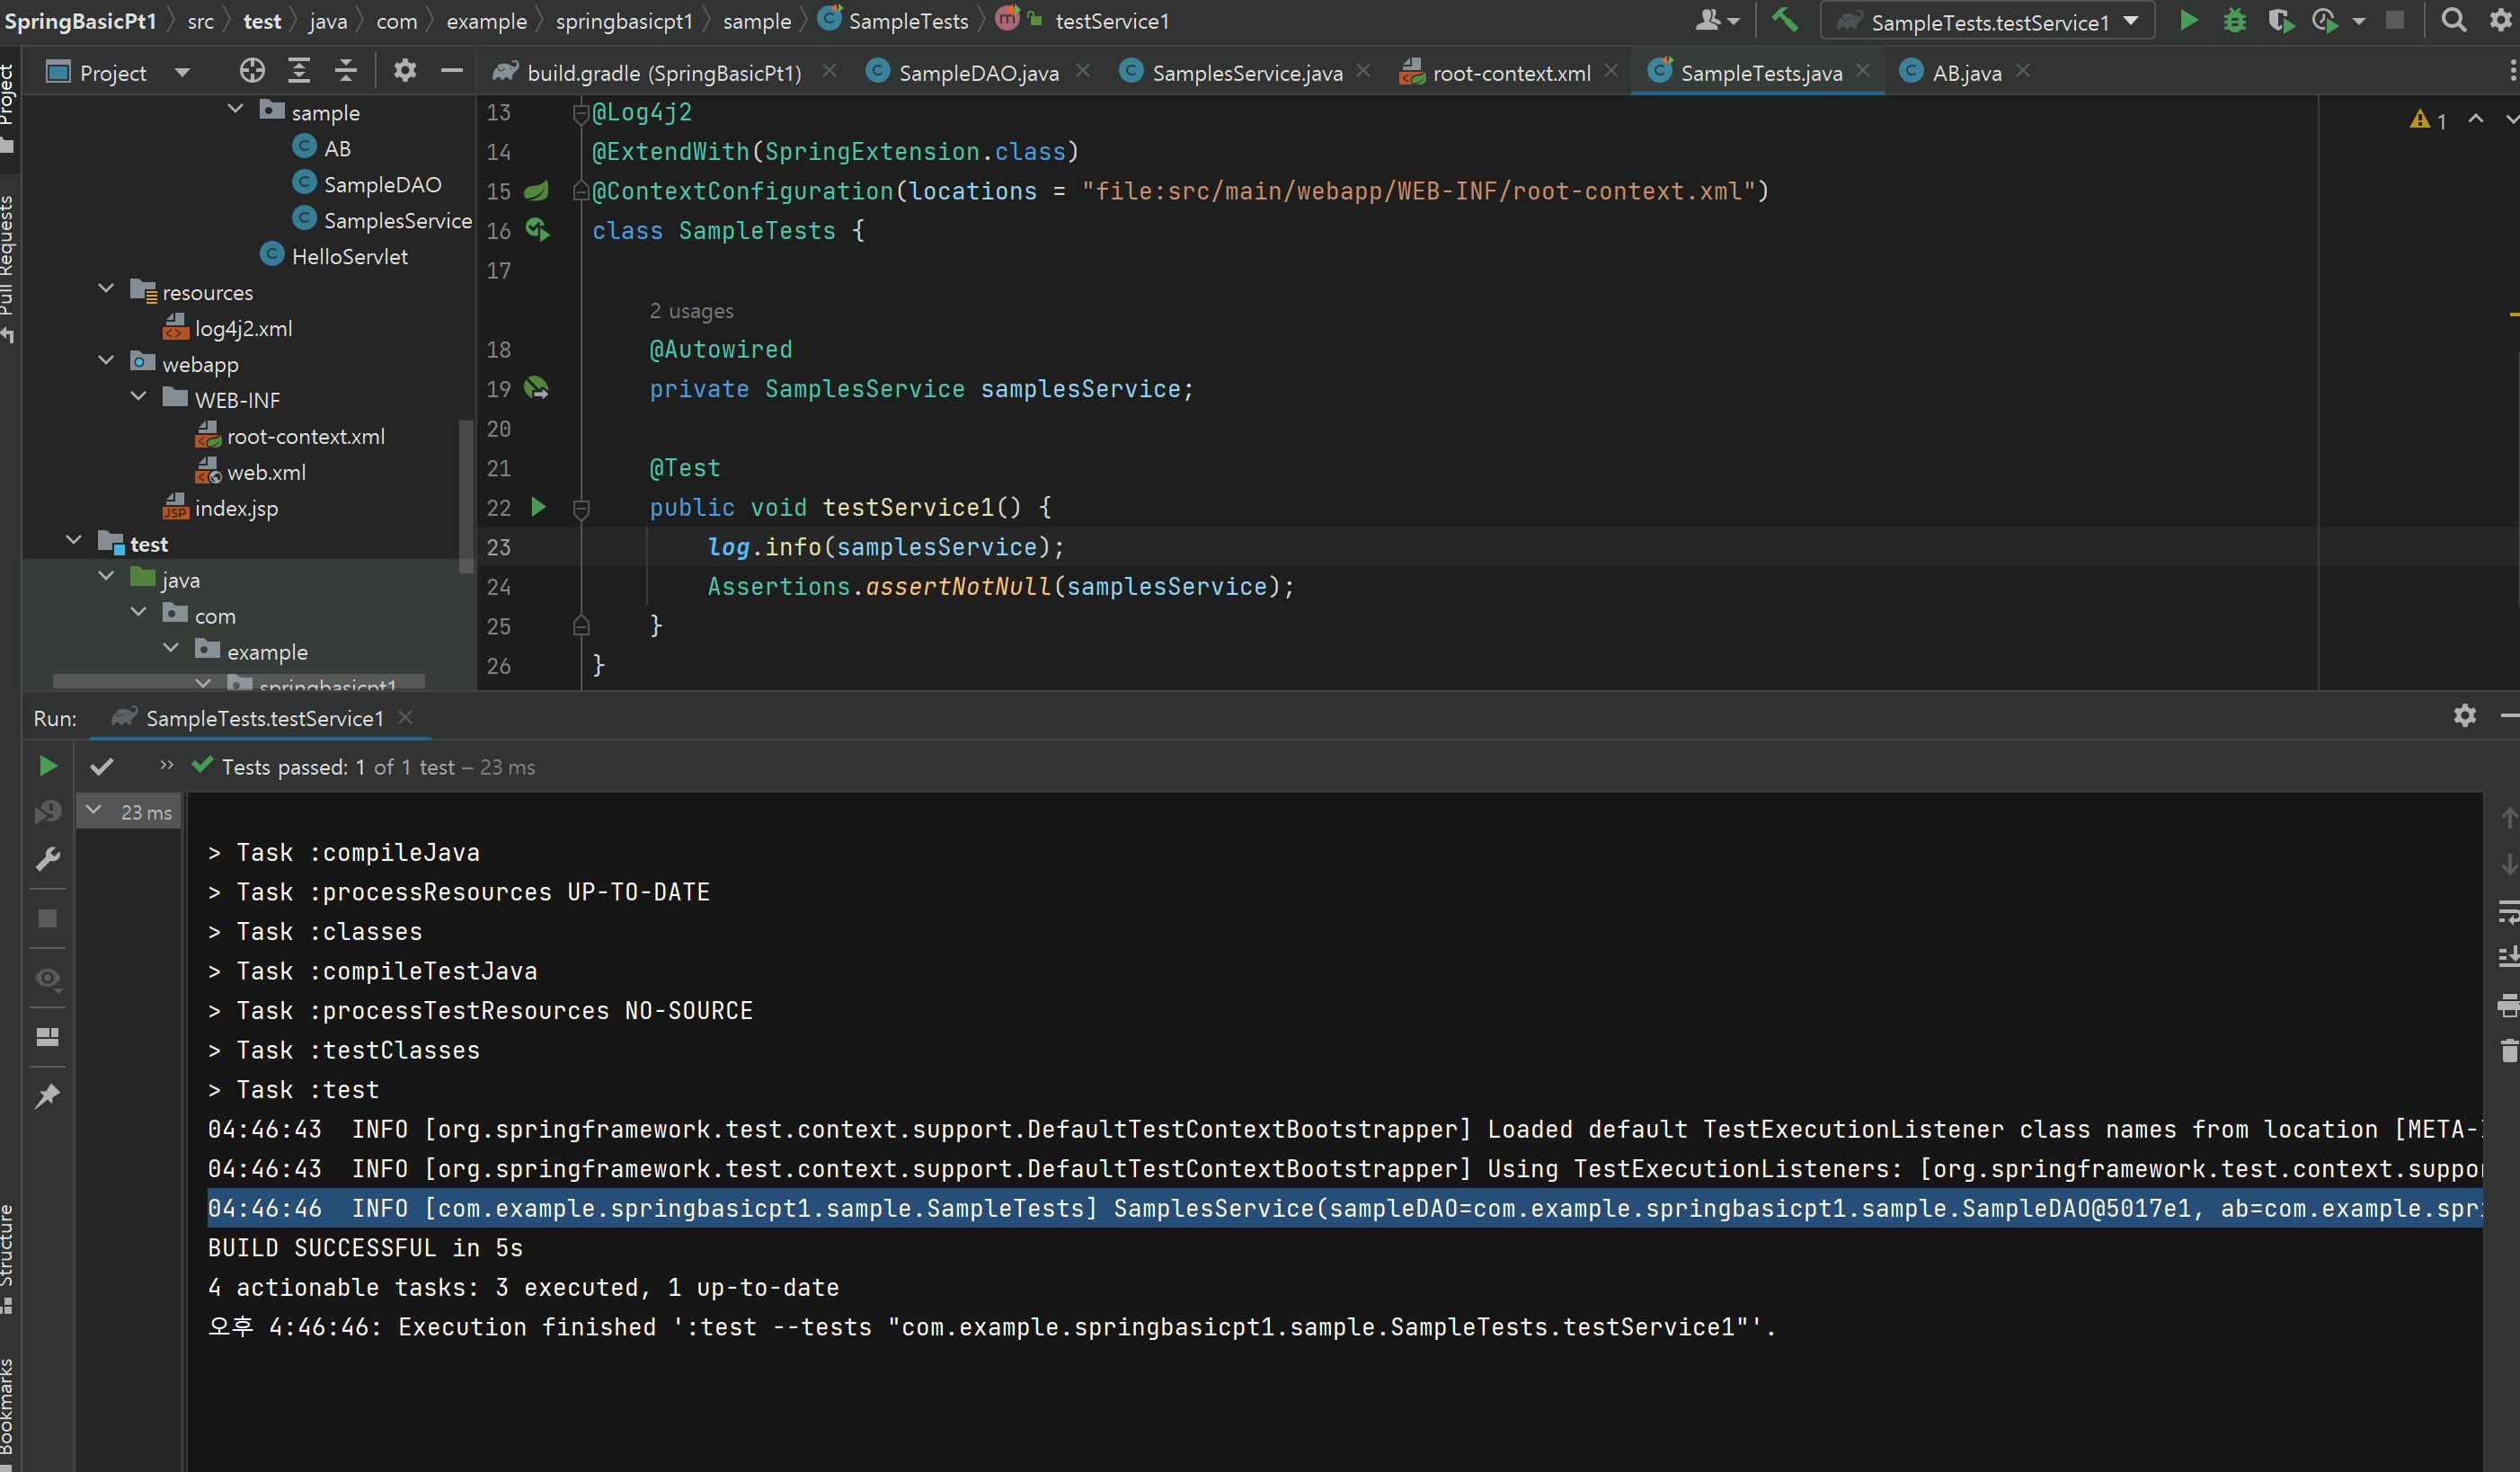 SpringBasicPt1 > src > test > java > com > example > springbasicpt1 > sample > SampleTests > testService1
SampleTests.testService1
Project
build.gradle (SpringBasicPt1)
SampleDAO.java
SamplesService.java
root-context.xml
SampleTests.java
AB.java
Project
Pull Requests
Structure
Bookmarks
sample
AB
SampleDAO
SamplesService
HelloServlet
resources
log4j2.xml
webapp
WEB-INF
root-context.xml
web.xml
index.jsp
test
java
com
example
springbasicpt1
1
13 @Log4j2
14 @ExtendWith(SpringExtension.class)
15 @ContextConfiguration(locations = "file:src/main/webapp/WEB-INF/root-context.xml")
16 class SampleTests {
17
2 usages
18 @Autowired
19 private SamplesService samplesService;
20
21 @Test
22 public void testService1() {
23 log.info(samplesService);
24 Assertions.assertNotNull(samplesService);
25 }
26 }
Run: SampleTests.testService1
Tests passed: 1 of 1 test – 23 ms
23 ms
> Task :compileJava
> Task :processResources UP-TO-DATE
> Task :classes
> Task :compileTestJava
> Task :processTestResources NO-SOURCE
> Task :testClasses
> Task :test
04:46:43 INFO [org.springframework.test.context.support.DefaultTestContextBootstrapper] Loaded default TestExecutionListener class names from location [META-
04:46:43 INFO [org.springframework.test.context.support.DefaultTestContextBootstrapper] Using TestExecutionListeners: [org.springframework.test.context.suppo
04:46:46 INFO [com.example.springbasicpt1.sample.SampleTests] SamplesService(sampleDAO=com.example.springbasicpt1.sample.SampleDAO@5017e1, ab=com.example.spr
BUILD SUCCESSFUL in 5s
4 actionable tasks: 3 executed, 1 up-to-date
오후 4:46:46: Execution finished ':test --tests "com.example.springbasicpt1.sample.SampleTests.testService1"'.